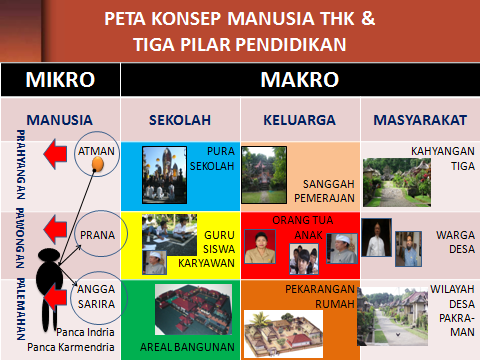 PETA KONSEP MANUSIA THK &
TIGA PILAR PENDIDIKAN
MIKRO
MAKRO
MANUSIA
SEKOLAH
KELUARGA
MASYARAKAT
PRAHYANGAN
ATMAN
PURA
SEKOLAH
SANGGAH
PEMERAJAN
KAHYANGAN
TIGA
PAWONGAN
PRANA
GURU
SISWA
KARYAWAN
ORANG TUA
ANAK
WARGA
DESA
PALEMAHAN
ANGGA
SARIRA
Panca Indria
Panca Karmendria
AREAL BANGUNAN
PEKARANGAN
RUMAH
WILAYAH
DESA
PAKRA-
MAN